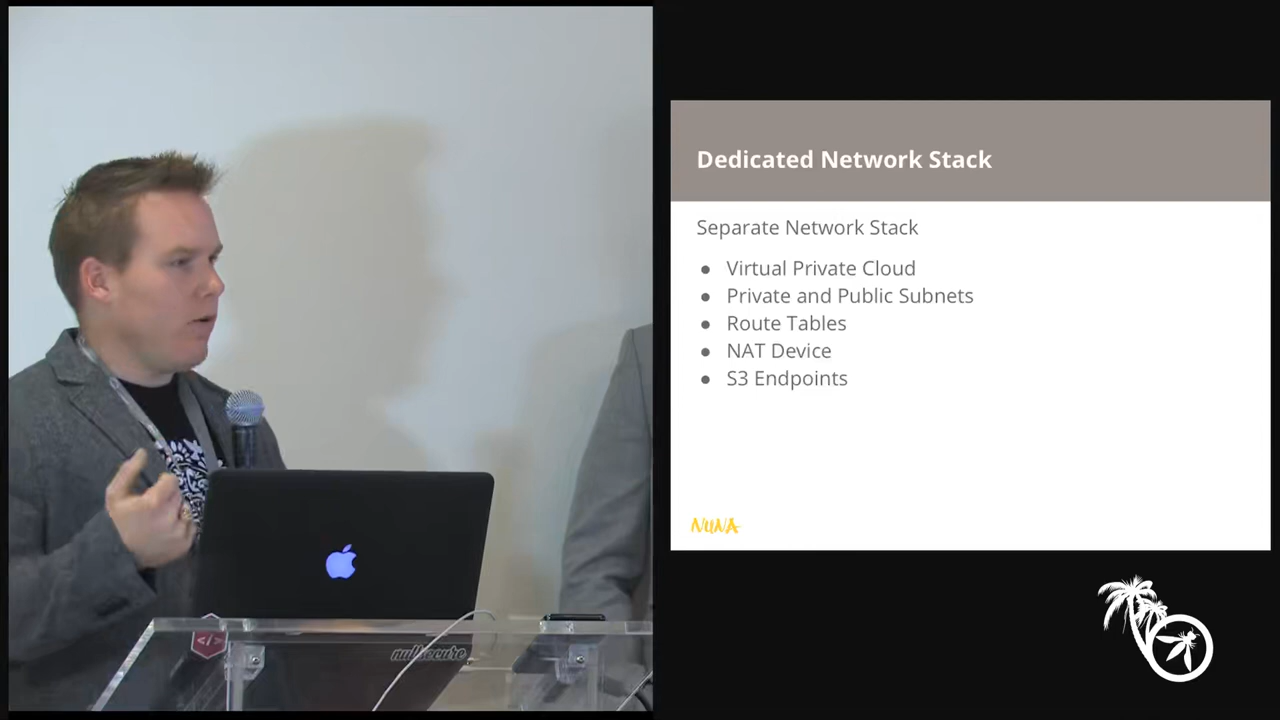 Dedicated Network Stack
Separate Network Stack
● Virtual Private Cloud
● Private and Public Subnets
● Route Tables
● NAT Device
● S3 Endpoints
NUNA
</>
nullsecure